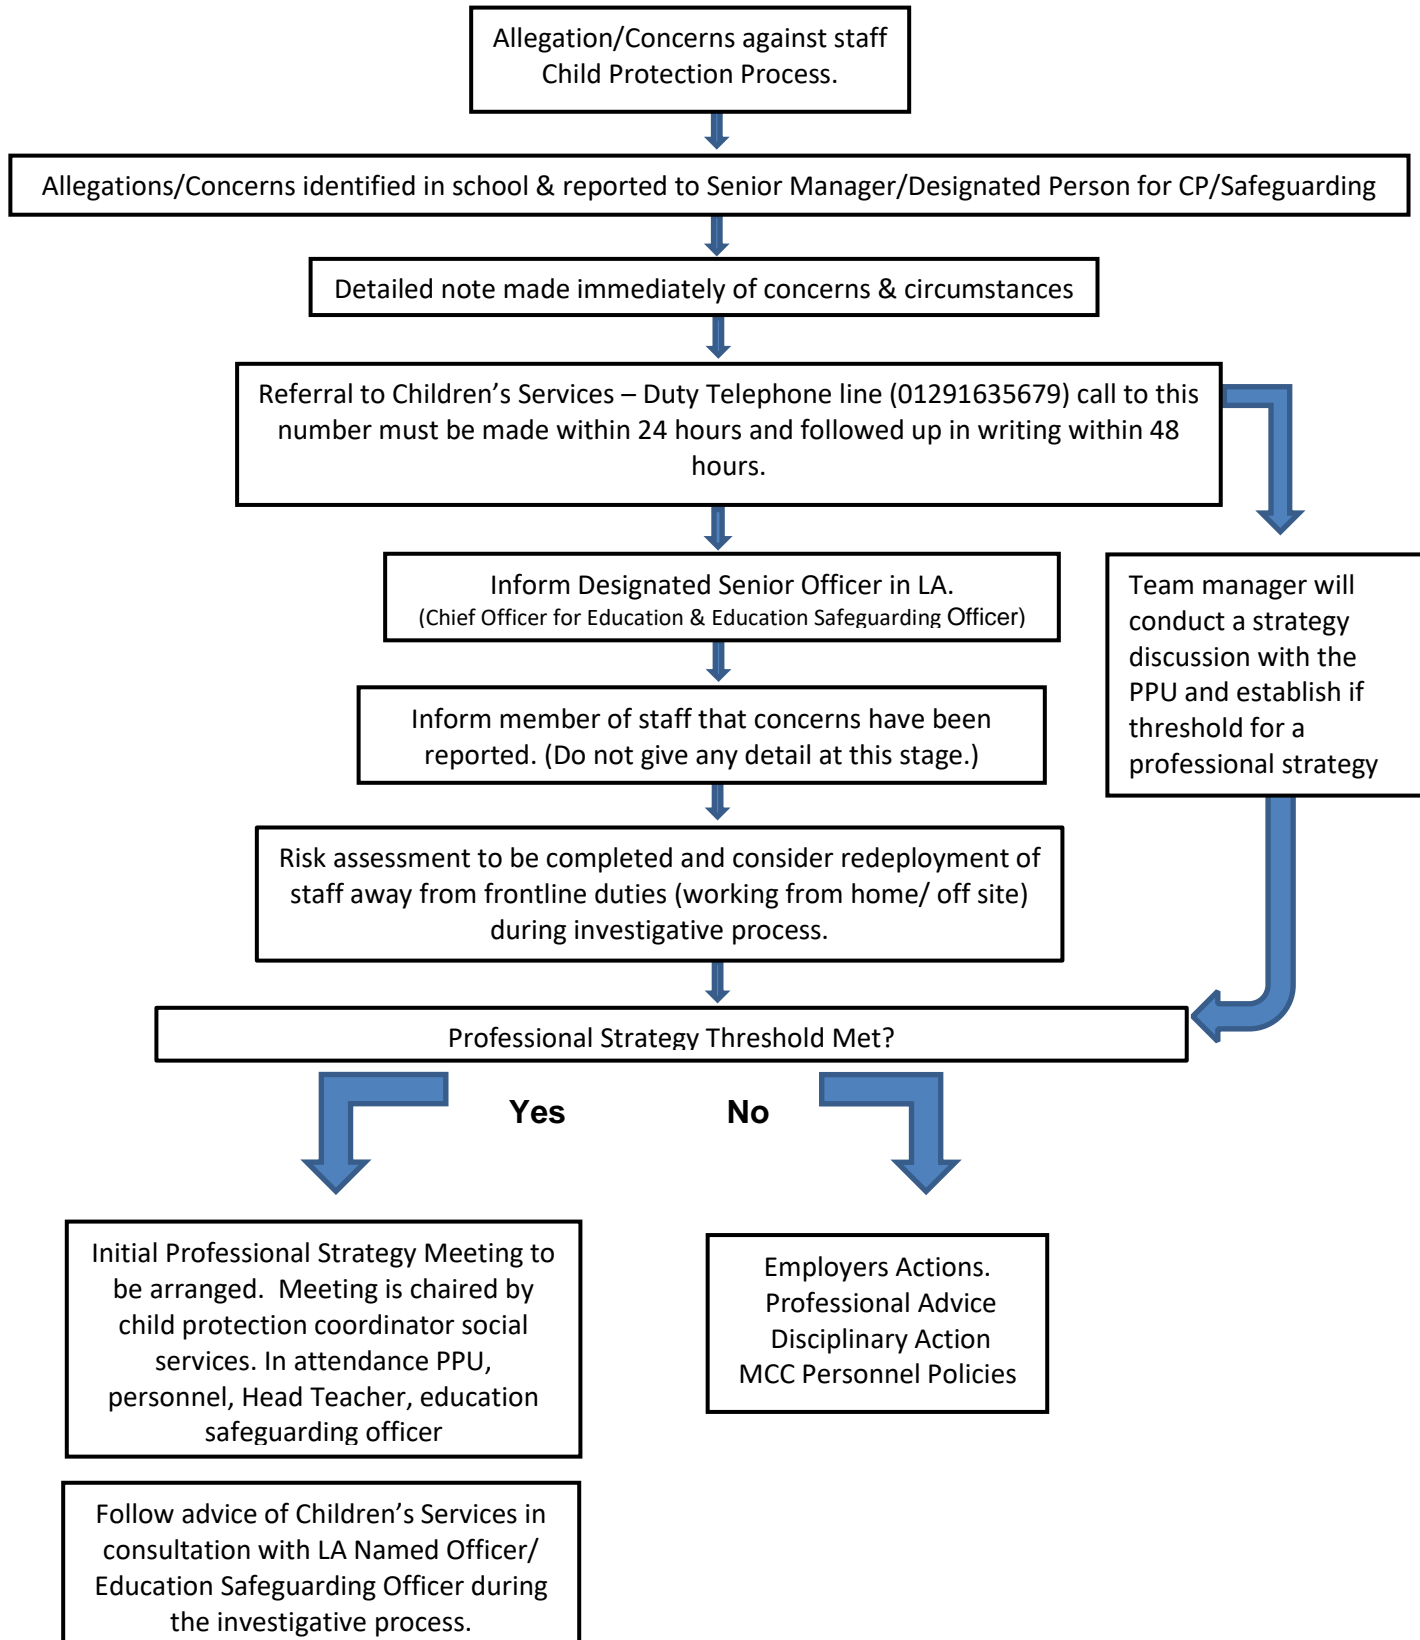 Allegation/Concerns against staff
Child Protection Process.
Allegations/Concerns identified in school & reported to Senior Manager/Designated Person for CP/Safeguarding
Detailed note made immediately of concerns & circumstances
Referral to Children’s Services – Duty Telephone line (01291635679) call to this
number must be made within 24 hours and followed up in writing within 48
hours.
Inform Designated Senior Officer in LA.
(Chief Officer for Education & Education Safeguarding Officer)
Team manager will
conduct a strategy
discussion with the
PPU and establish if
threshold for a
professional strategy
Inform member of staff that concerns have been
reported. (Do not give any detail at this stage.)
Risk assessment to be completed and consider redeployment of
staff away from frontline duties (working from home/ off site)
during investigative process.
Professional Strategy Threshold Met?
Yes
No
Initial Professional Strategy Meeting to
be arranged.  Meeting is chaired by
child protection coordinator social
services. In attendance PPU,
personnel, Head Teacher, education
safeguarding officer
Employers Actions.
Professional Advice
Disciplinary Action
MCC Personnel Policies
Follow advice of Children’s Services in
consultation with LA Named Officer/
Education Safeguarding Officer during
the investigative process.